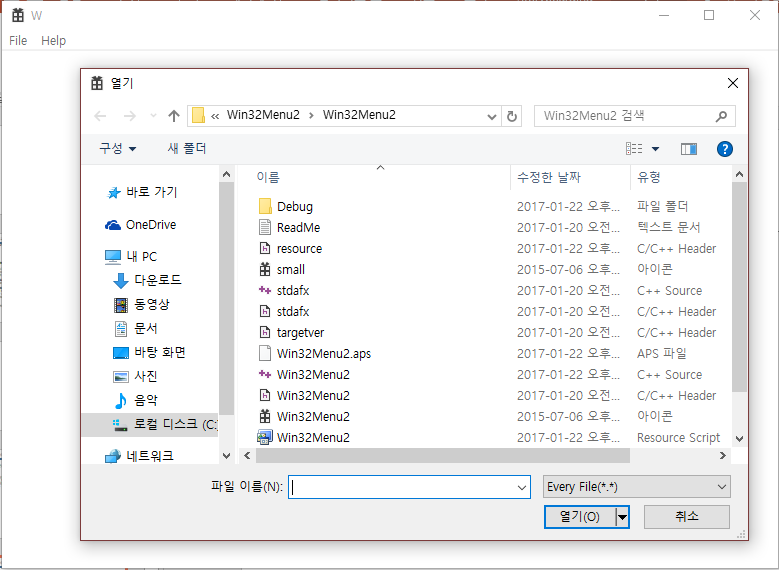 W
File Help
열기
« Win32Menu2 › Win32Menu2
Win32Menu2 검색
구성 새 폴더
이름 수정한 날짜 유형
바로 가기
OneDrive
내 PC
다운로드
동영상
문서
바탕 화면
사진
음악
로컬 디스크 (C:
네트워크
Debug 2017-01-22 오후... 파일 폴더
ReadMe 2017-01-20 오전... 텍스트 문서
resource 2017-01-22 오후... C/C++ Header
small 2015-07-06 오후... 아이콘
stdafx 2017-01-20 오전... C++ Source
stdafx 2017-01-20 오전... C/C++ Header
targetver 2017-01-20 오전... C/C++ Header
Win32Menu2.aps 2017-01-22 오후... APS 파일
Win32Menu2 2017-01-22 오후... C++ Source
Win32Menu2 2017-01-20 오전... C/C++ Header
Win32Menu2 2015-07-06 오후... 아이콘
Win32Menu2 2017-01-22 오후... Resource Script
파일 이름(N):
Every File(*.*)
열기(O) 취소